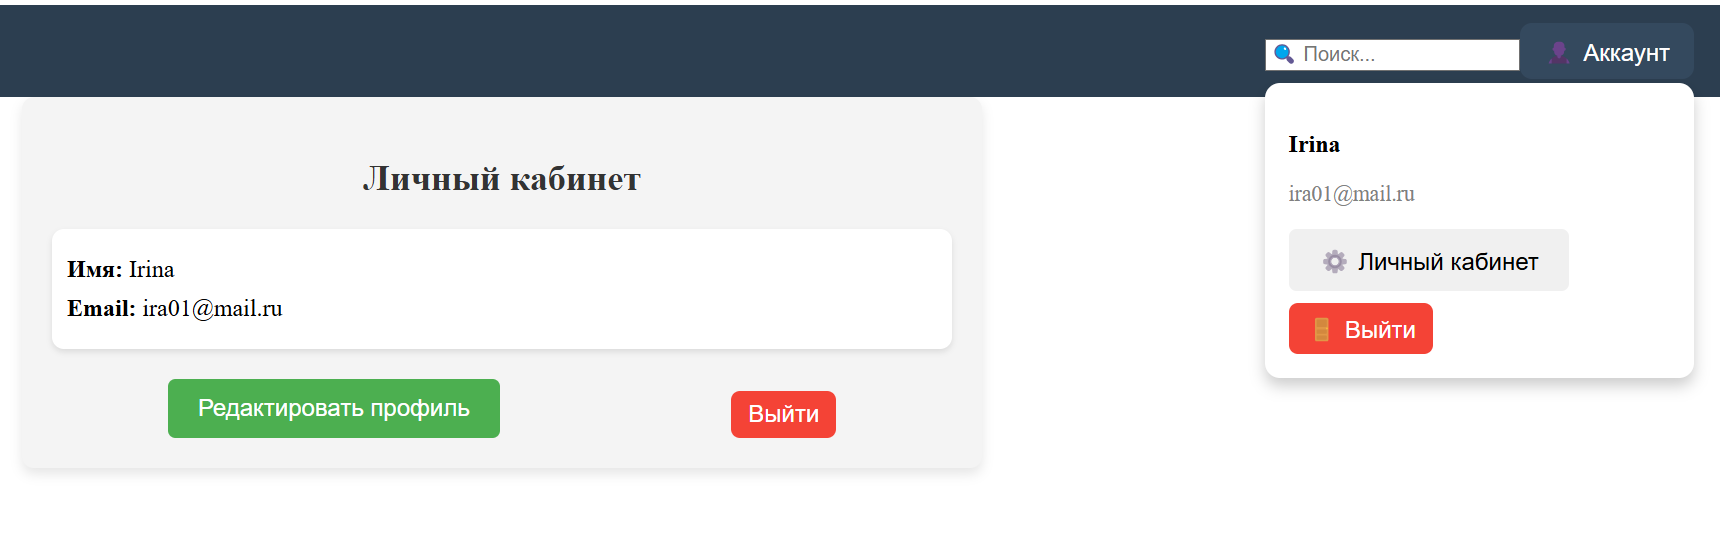 Поиск...
Аккаунт
Irina
ira01@mail.ru
Личный кабинет
Выйти
Личный кабинет
Имя: Irina
Email: ira01@mail.ru
Редактировать профиль
Выйти